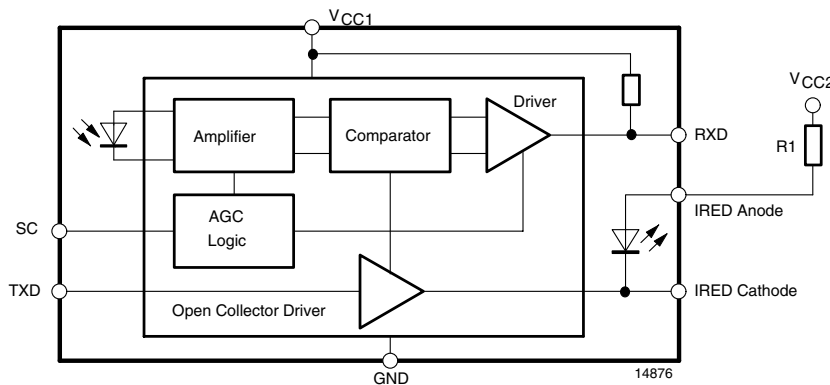 VCC1
Driver
VCC2
Amplifier
Comparator
RXD
R1
IRED Anode
SC
AGC
Logic
TXD
Open Collector Driver
IRED Cathode
14876
GND